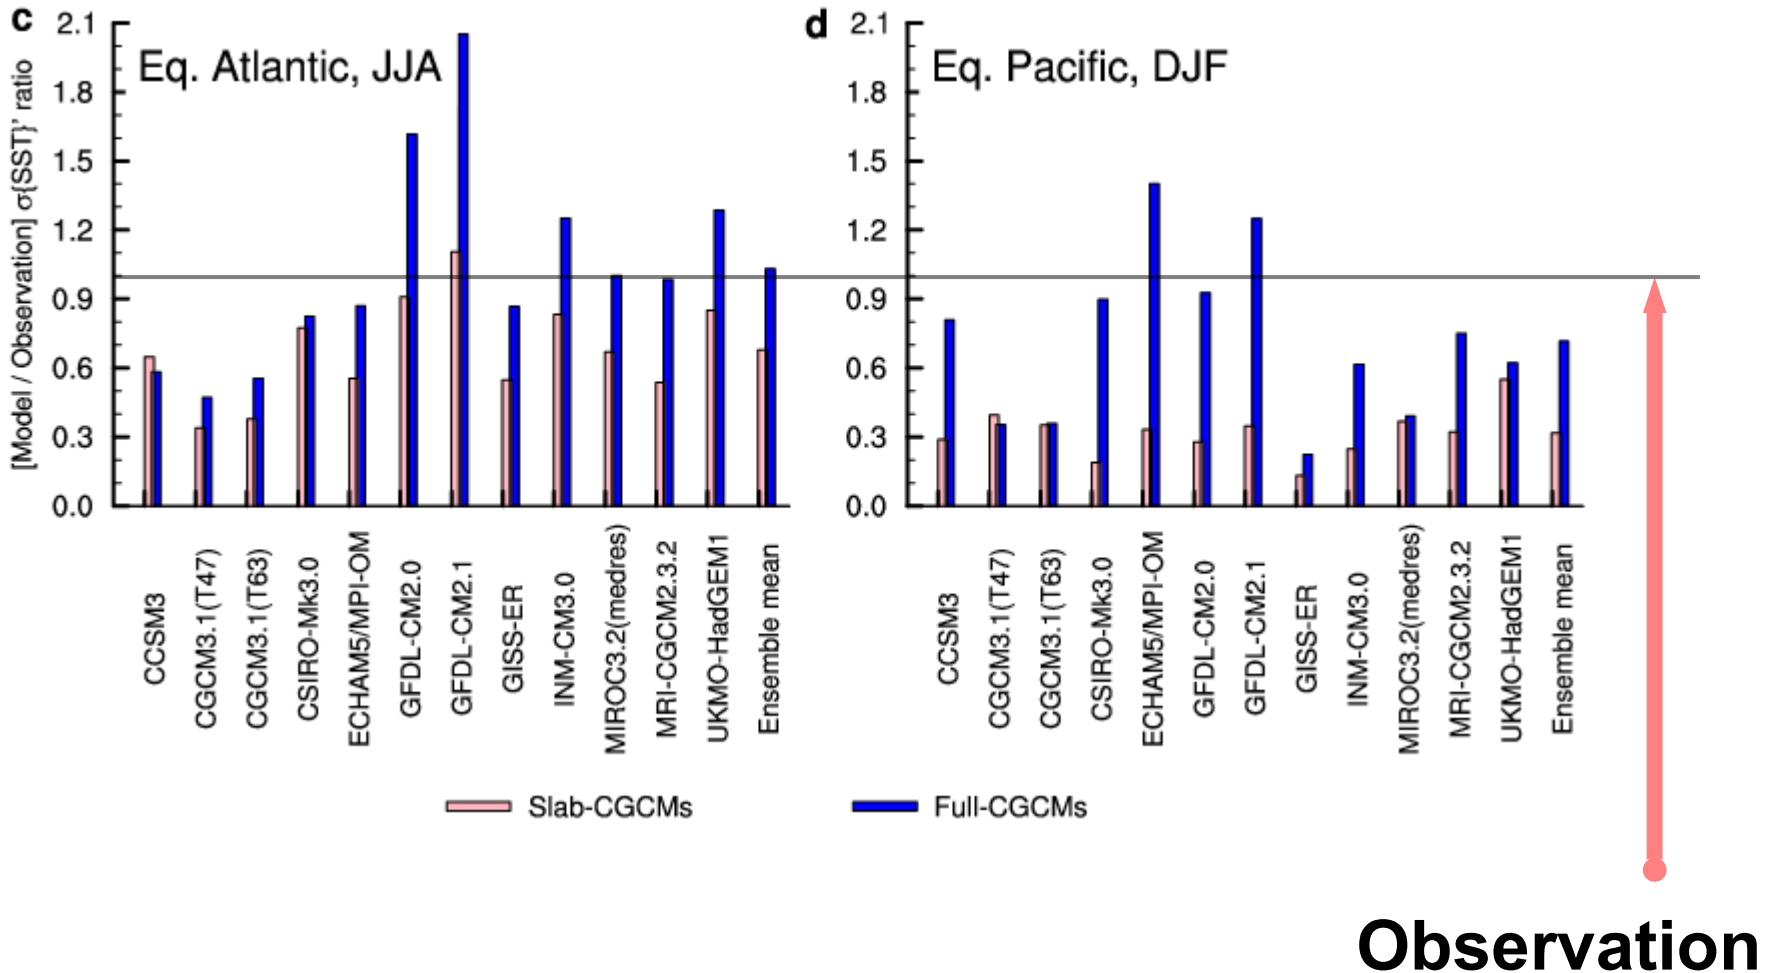 c
Eq. Atlantic, JJA
[Model / Observation] σ{SST}' ratio
2.1
1.8
1.5
1.2
0.9
0.6
0.3
0.0
CCSM3
CGCM3.1(T47)
CGCM3.1(T63)
CSIRO-Mk3.0
ECHAM5/MPI-OM
GFDL-CM2.0
GFDL-CM2.1
GISS-ER
INM-CM3.0
MIROC3.2(medres)
MRI-CGCM2.3.2
UKMO-HadGEM1
Ensemble mean
d
Eq. Pacific, DJF
2.1
1.8
1.5
1.2
0.9
0.6
0.3
0.0
CCSM3
CGCM3.1(T47)
CGCM3.1(T63)
CSIRO-Mk3.0
ECHAM5/MPI-OM
GFDL-CM2.0
GFDL-CM2.1
GISS-ER
INM-CM3.0
MIROC3.2(medres)
MRI-CGCM2.3.2
UKMO-HadGEM1
Ensemble mean
Slab-CGCMs
Full-CGCMs
Observation